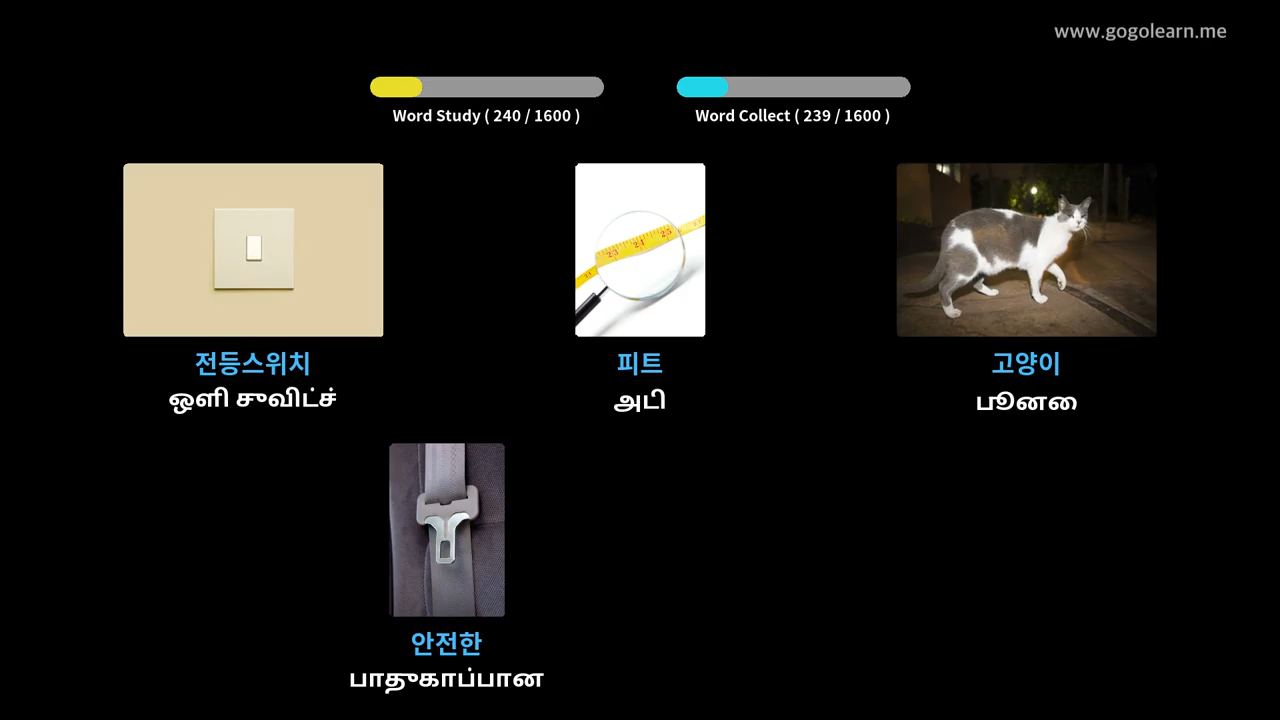 www.gogolearn.me
Word Study ( 240 / 1600 )
Word Collect ( 239 / 1600 )
전등스위치
피트
고양이
ஒளி சுவிட்ச்
அடி
பூனை
안전한
பாதுகாப்பான